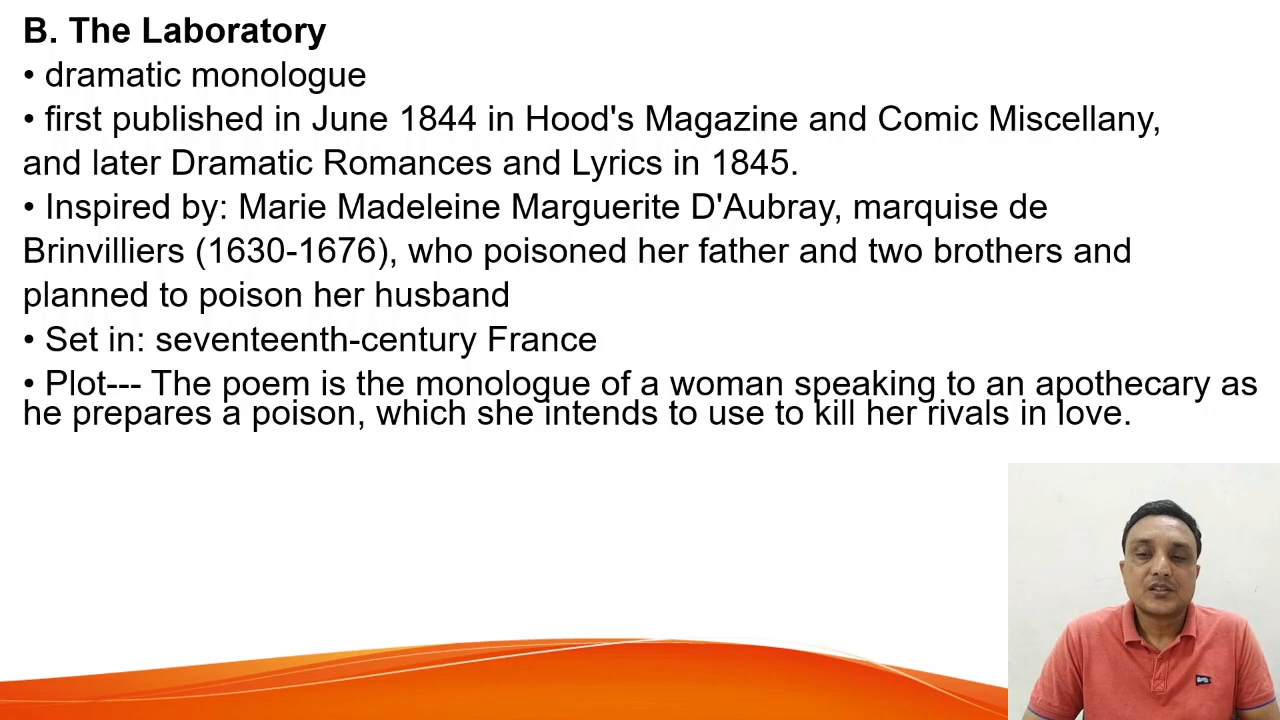 B. The Laboratory
• dramatic monologue
• first published in June 1844 in Hood's Magazine and Comic Miscellany,
and later Dramatic Romances and Lyrics in 1845.
• Inspired by: Marie Madeleine Marguerite D'Aubray, marquise de
Brinvilliers (1630-1676), who poisoned her father and two brothers and
planned to poison her husband
• Set in: seventeenth-century France
• Plot--- The poem is the monologue of a woman speaking to an apothecary as
he prepares a poison, which she intends to use to kill her rivals in love.